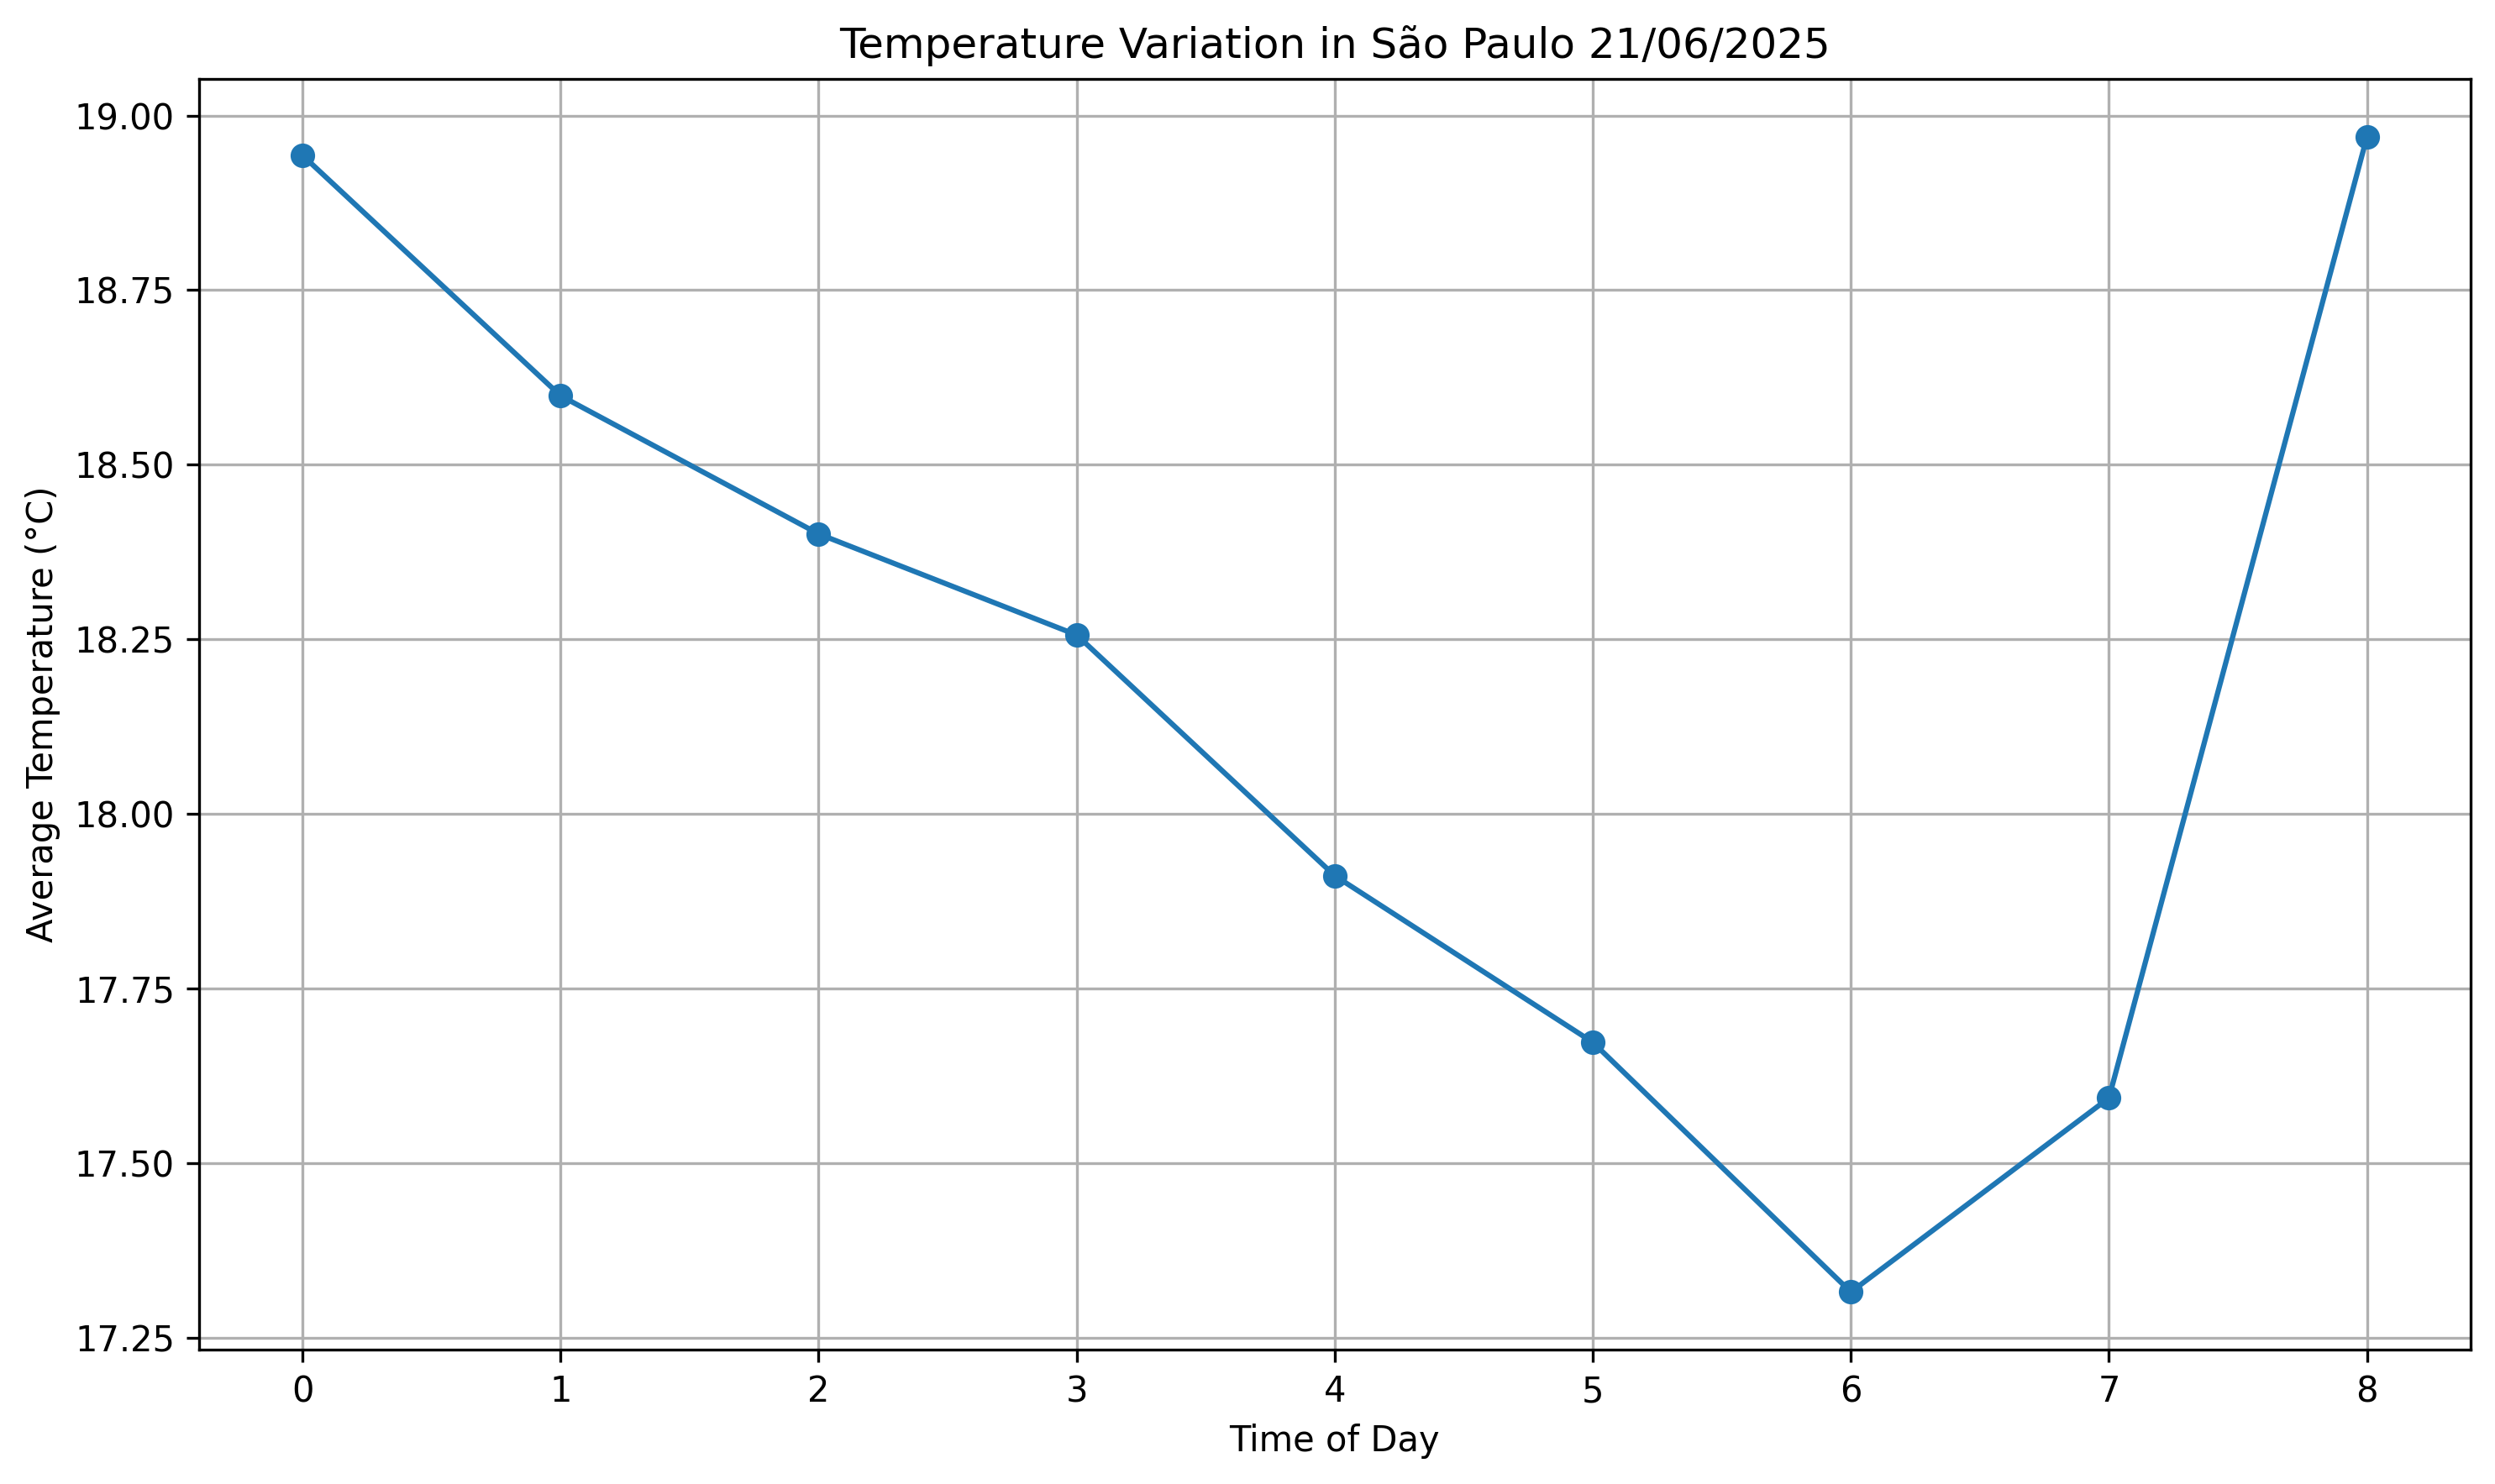 Temperature Variation in São Paulo 21/06/2025
Average Temperature (°C)
19.00
18.75
18.50
18.25
18.00
17.75
17.50
17.25
0 1 2 3 4 5 6 7 8
Time of Day